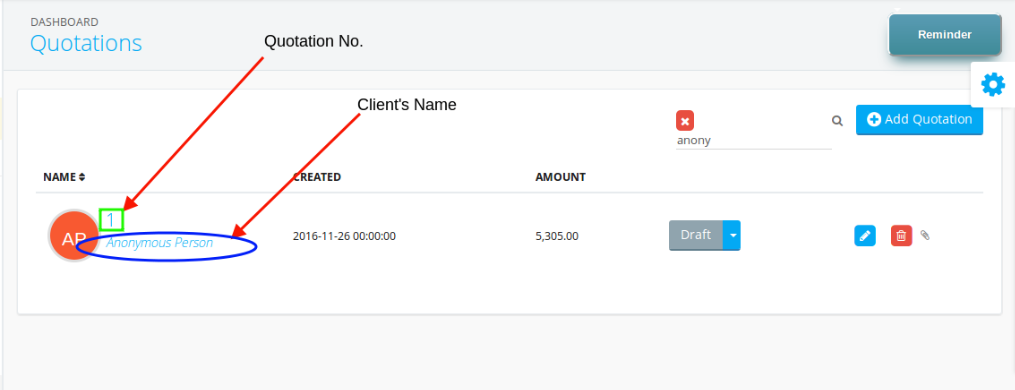 DASHBOARD
Quotations
Quotation No.
Reminder
Client's Name
anony
Add Quotation
NAME
CREATED
AMOUNT
AP
1
Anonymous Person
2016-11-26 00:00:00
5,305.00
Draft